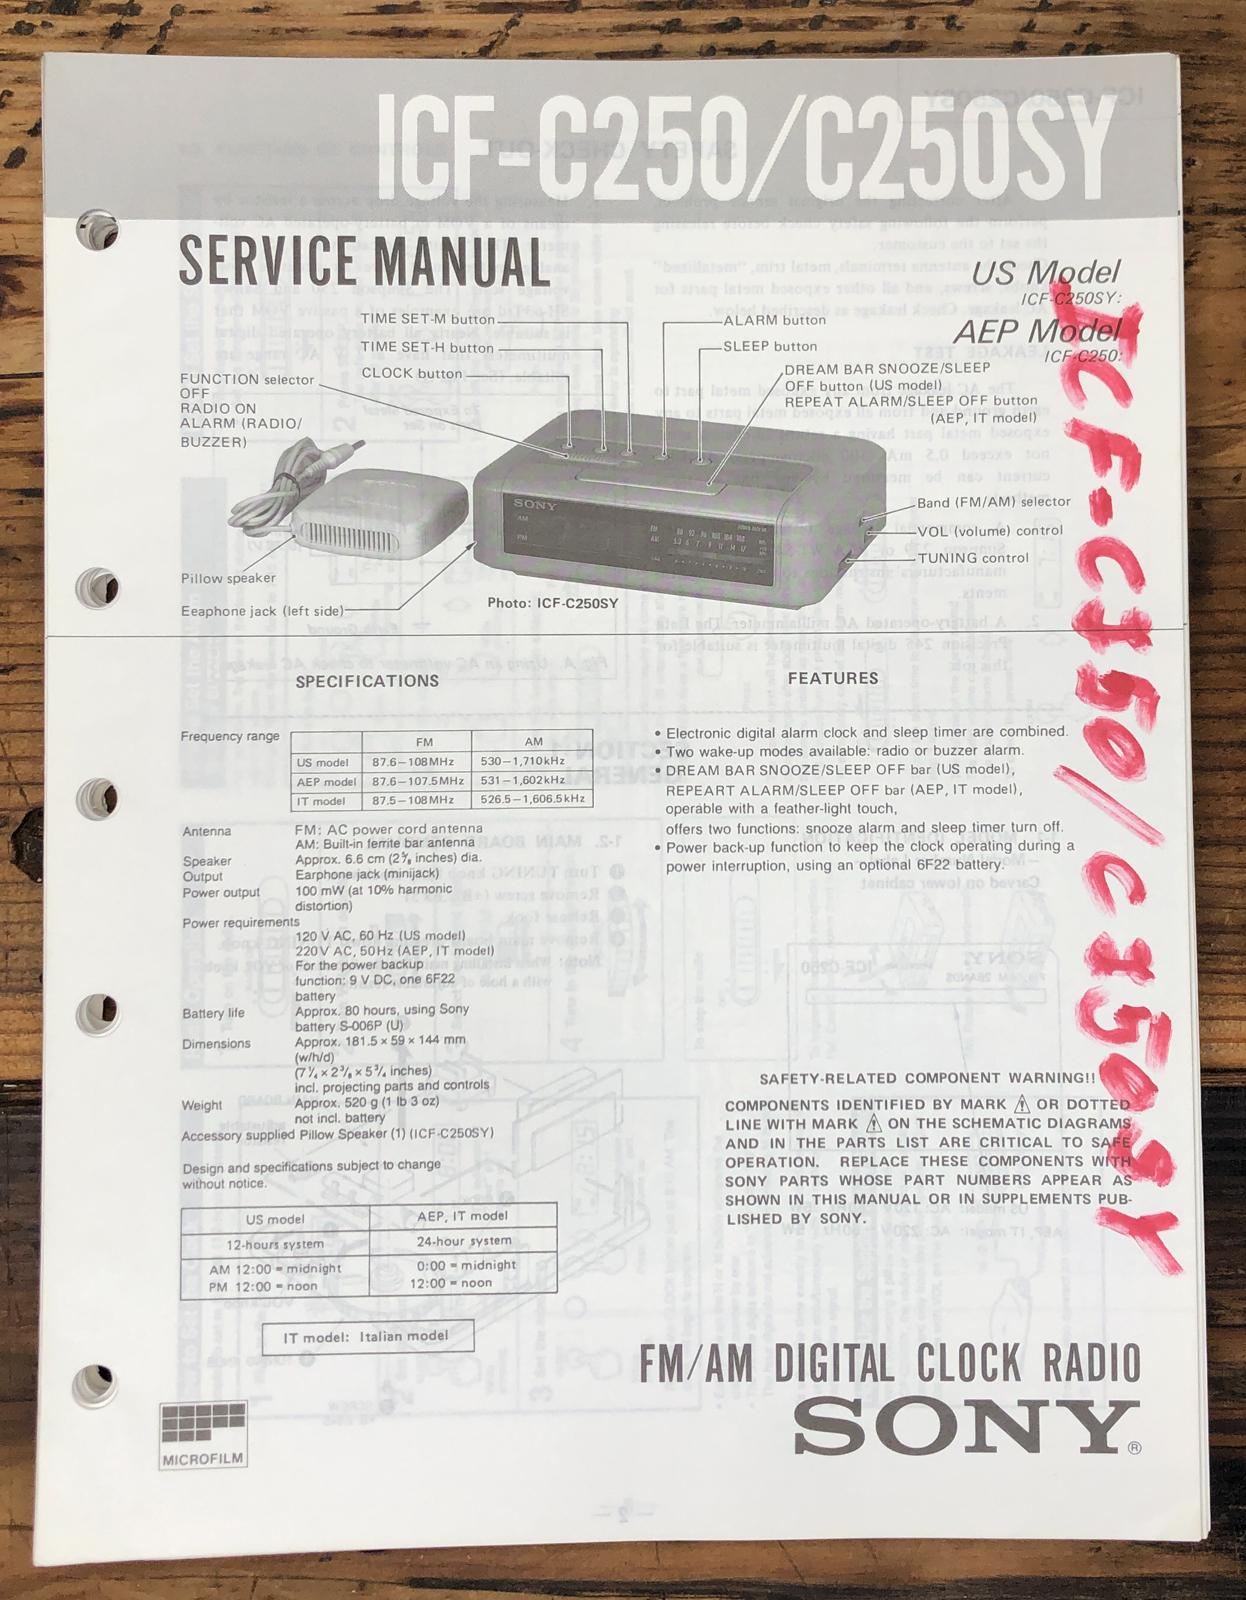 ICF-C250/C250SY
SERVICE MANUAL
US Model
ICF-C250SY:
AEP Model
ICF-C250:
TIME SET-M button
TIME SET-H button
CLOCK button
FUNCTION selector
OFF
RADIO ON
ALARM (RADIO/
BUZZER)
ALARM button
SLEEP button
DREAM BAR SNOOZE/SLEEP
OFF button (US model)
REPEAT ALARM/SLEEP OFF button
(AEP, IT model)
SONY
AM
PM
Band (FM/AM) selector
VOL (volume) control
TUNING control
Pillow speaker
Eeaphone jack (left side)
Photo: ICF-C250SY
SPECIFICATIONS
Frequency range
FM AM
US model 87.6–108MHz 530–1,710kHz
AEP model 87.6–107.5MHz 531–1,602kHz
IT model 87.5–108MHz 526.5–1,606.5kHz
Antenna FM: AC power cord antenna
AM: Built-in ferrite bar antenna
Speaker Approx. 6.6 cm (2 5/8 inches) dia.
Output Earphone jack (minijack)
Power output 100 mW (at 10% harmonic
distortion)
Power requirements
120 V AC, 60 Hz (US model)
220V AC, 50Hz (AEP, IT model)
For the power backup
function: 9 V DC, one 6F22
battery
Battery life Approx. 80 hours, using Sony
battery S-006P (U)
Dimensions Approx. 181.5 × 59 × 144 mm
(w/h/d)
(7 1/4 × 2 3/8 × 5 3/4 inches)
incl. projecting parts and controls
Weight Approx. 520 g (1 lb 3 oz)
not incl. battery
Accessory supplied Pillow Speaker (1) (ICF-C250SY)
Design and specifications subject to change
without notice.
US model AEP, IT model
12-hours system 24-hour system
AM 12:00 = midnight 0:00 = midnight
PM 12:00 = noon 12:00 = noon
IT model: Italian model
MICROFILM
FEATURES
• Electronic digital alarm clock and sleep timer are combined.
• Two wake-up modes available: radio or buzzer alarm.
• DREAM BAR SNOOZE/SLEEP OFF bar (US model),
REPEART ALARM/SLEEP OFF bar (AEP, IT model),
operable with a feather-light touch,
offers two functions: snooze alarm and sleep timer turn off.
• Power back-up function to keep the clock operating during a
power interruption, using an optional 6F22 battery.
SAFETY-RELATED COMPONENT WARNING!!
COMPONENTS IDENTIFIED BY MARK ⚠ OR DOTTED
LINE WITH MARK ⚠ ON THE SCHEMATIC DIAGRAMS
AND IN THE PARTS LIST ARE CRITICAL TO SAFE
OPERATION. REPLACE THESE COMPONENTS WITH
SONY PARTS WHOSE PART NUMBERS APPEAR AS
SHOWN IN THIS MANUAL OR IN SUPPLEMENTS PUB-
LISHED BY SONY.
FM/AM DIGITAL CLOCK RADIO
SONY®
ICF-C350/C350SY